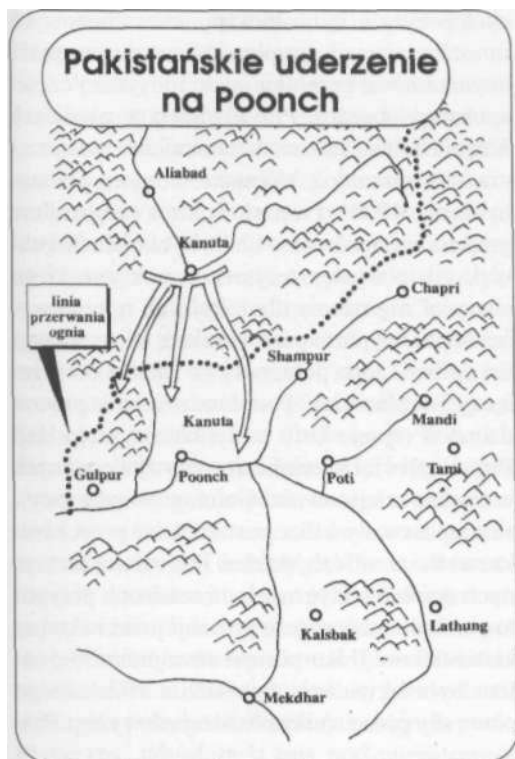 Pakistańskie uderzenie
na Poonch
Aliabad
Kanuta
linia
przerwania
ognia
Chapri
Shampur
Kanuta
Mandi
Gulpur
Poonch
Poti
Tami
Kalsbak
Lathung
Mekdhar